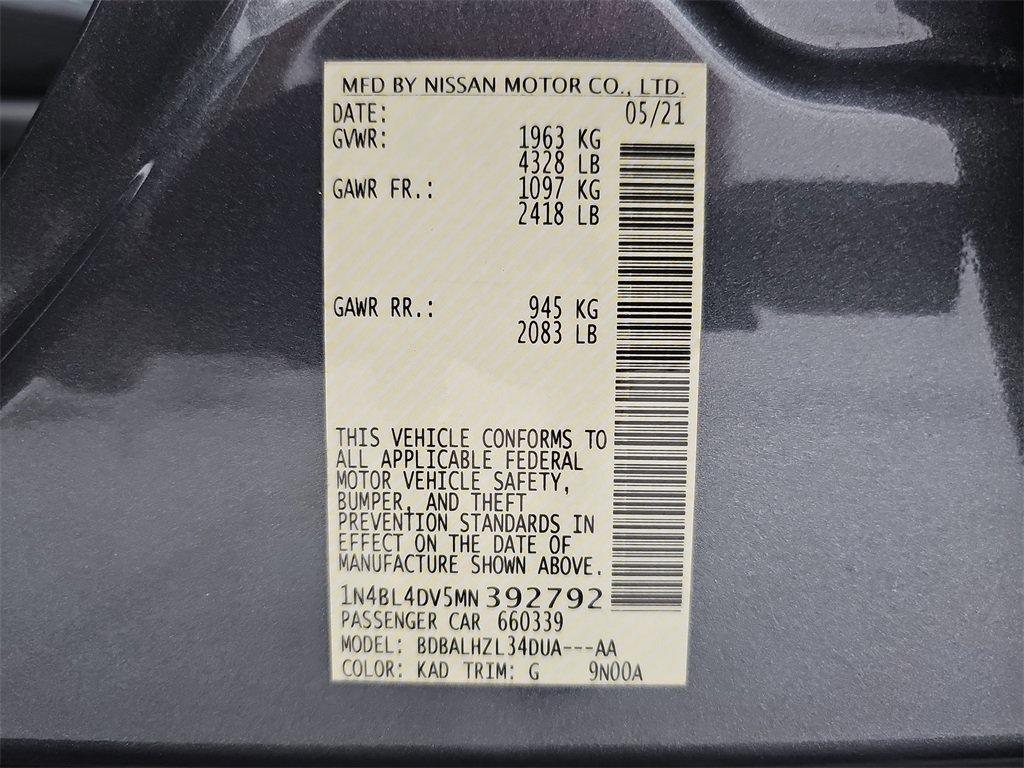 MFD BY NISSAN MOTOR CO., LTD.
DATE: 05/21
GVWR: 1963 KG
4328 LB
GAWR FR.: 1097 KG
2418 LB
GAWR RR.: 945 KG
2083 LB
THIS VEHICLE CONFORMS TO
ALL APPLICABLE FEDERAL
MOTOR VEHICLE SAFETY,
BUMPER, AND THEFT
PREVENTION STANDARDS IN
EFFECT ON THE DATE OF
MANUFACTURE SHOWN ABOVE.
1N4BL4DV5MN392792
PASSENGER CAR 660339
MODEL: BDBALHZL34DUA---AA
COLOR: KAD TRIM: G 9N00A